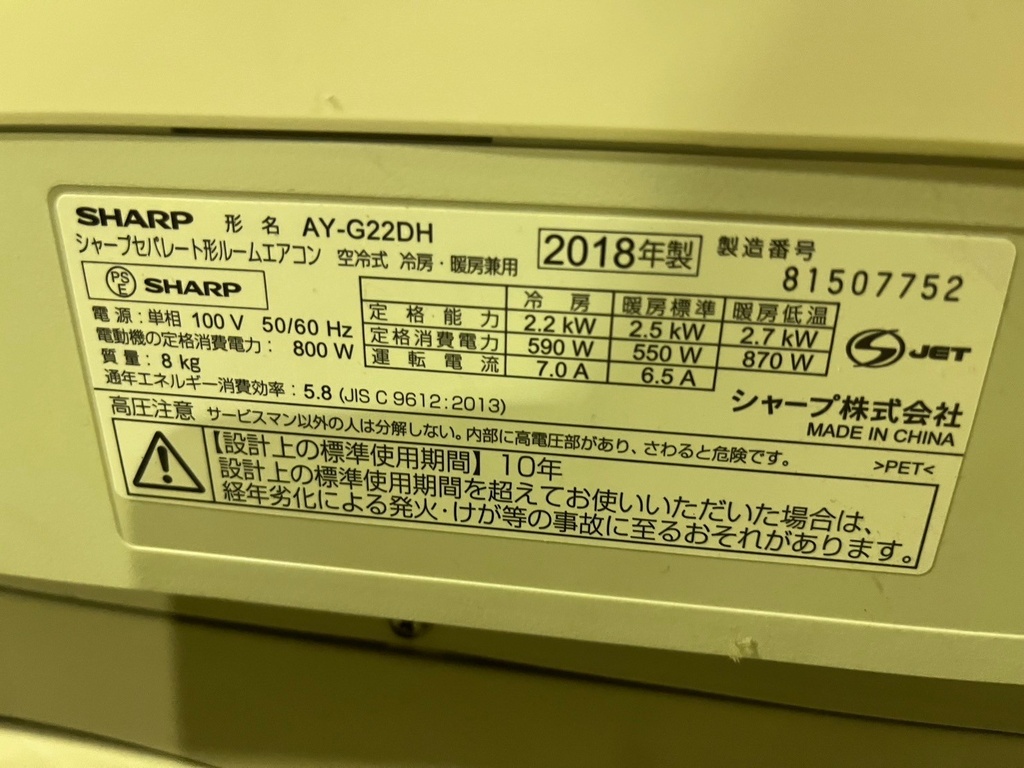 SHARP 形名 AY-G22DH 2018年製 製造番号
シャープセパレート形ルームエアコン 空冷式 冷房・暖房兼用 81507752
PS E SHARP
電源：単相 100 V 50/60 Hz
電動機の定格消費電力： 800 W
質量：8 kg
通年エネルギー消費効率：5.8 (JIS C 9612:2013)
冷房 暖房標準 暖房低温
定格能力 2.2 kW 2.5 kW 2.7 kW
定格消費電力 590 W 550 W 870 W
運転電流 7.0 A 6.5 A
JET
シャープ株式会社
MADE IN CHINA
高圧注意 サービスマン以外の人は分解しない。内部に高電圧部があり、さわると危険です。 >PET<
【設計上の標準使用期間】10年
設計上の標準使用期間を超えてお使いいただいた場合は、
経年劣化による発火・けが等の事故に至るおそれがあります。